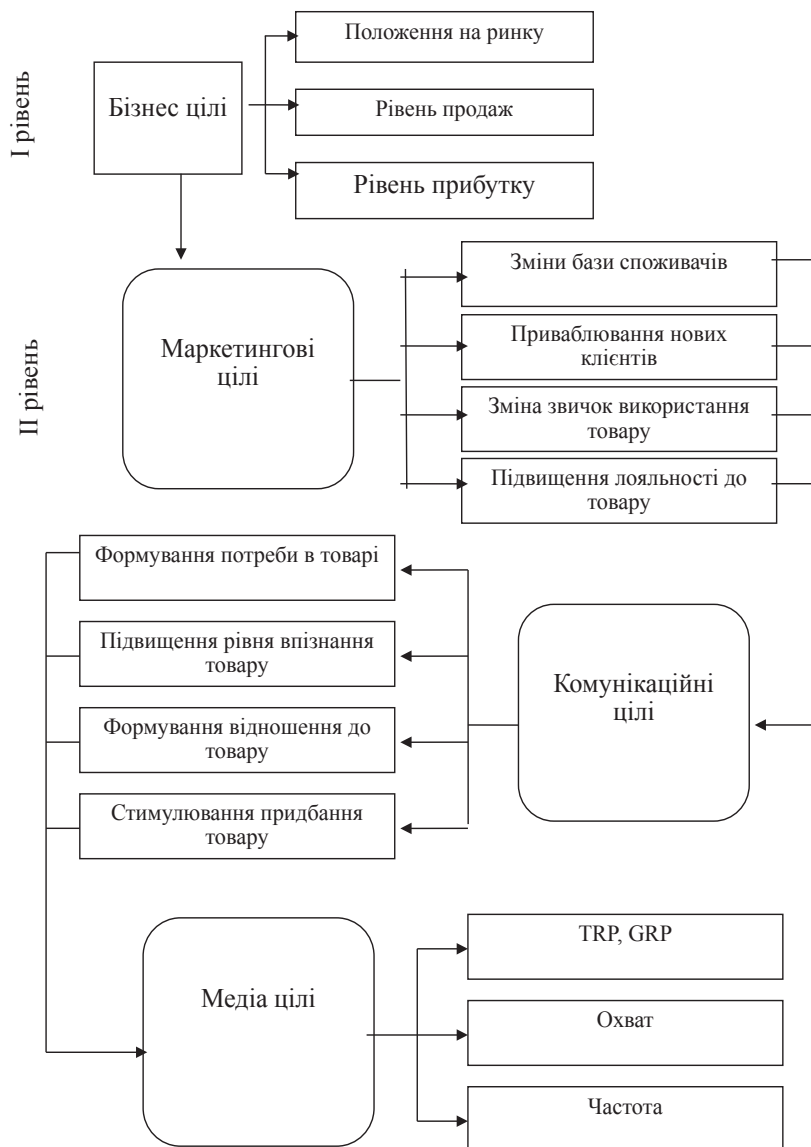 І рівень
Бізнес цілі
Положення на ринку
Рівень продаж
Рівень прибутку
ІІ рівень
Маркетингові
цілі
Зміни бази споживачів
Приваблювання нових
клієнтів
Зміна звичок використання
товару
Підвищення лояльності до
товару
Формування потреби в товарі
Підвищення рівня впізнання
товару
Формування відношення до
товару
Стимулювання придбання
товару
Комунікаційні
цілі
Медіа цілі
TRP, GRP
Охват
Частота